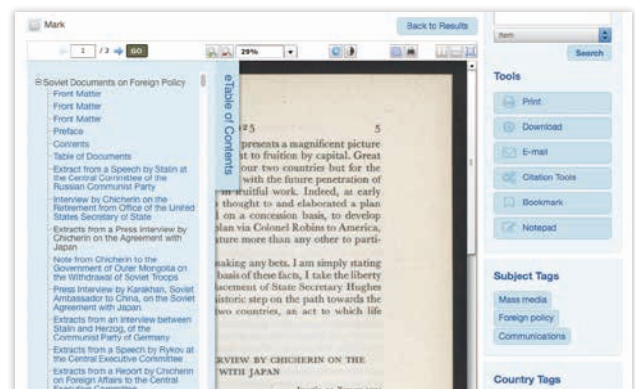 Mark
Back to Results
1 / 3 GO
29%
Item
Search
Tools
Print
Download
E-mail
Citation Tools
Bookmark
Notepad
Subject Tags
Mass media
Foreign policy
Communications
Country Tags
eTable of Contents
Soviet Documents on Foreign Policy
Front Matter
Front Matter
Front Matter
Preface
Contents
Table of Documents
Extract from a Speech by Stalin at
the Central Committee of the
Russian Communist Party
Interview by Chicherin on the
Retirement from Office of the United
States Secretary of State
Extracts from a Press Interview by
Chicherin on the Agreement with
Japan
Note from Chicherin to the
Government of Outer Mongolia on
the Withdrawal of Soviet Troops
Press Interview by Karakhan, Soviet
Ambassador to China, on the Soviet
Agreement with Japan
Extracts from an Interview between
Stalin and Herzog, of the
Communist Party of Germany
Extracts from a Speech by Rykov at
the Central Executive Committee
Extracts from a Report by Chicherin
on Foreign Affairs to the Central
Executive Committee
925 5
presents a magnificent picture
to fruition by capital. Great
our two countries but for the
with the future penetration of
fruitful work. Indeed, as early
thought to and elaborated a plan
on a concession basis, to develop
plan via Colonel Robins to America,
ture more than any other to parti-
making any bets. I am simply stating
basis of these facts, I take the liberty
lacement of State Secretary Hughes
historic step on the path towards the
two countries, an act to which life
RVIEW BY CHICHERIN ON THE
WITH JAPAN